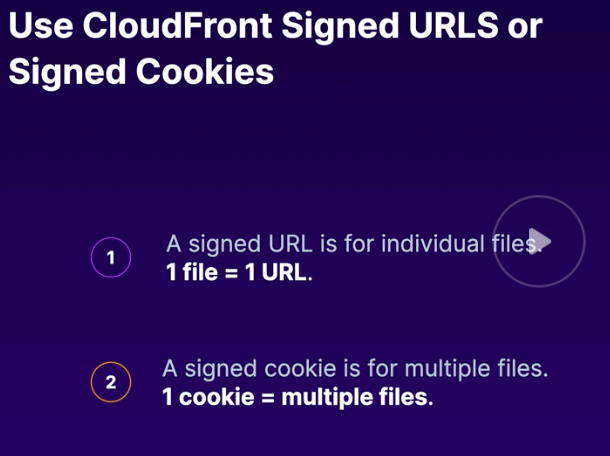 Use CloudFront Signed URLS or
Signed Cookies
1
A signed URL is for individual files.
1 file = 1 URL.
2
A signed cookie is for multiple files.
1 cookie = multiple files.